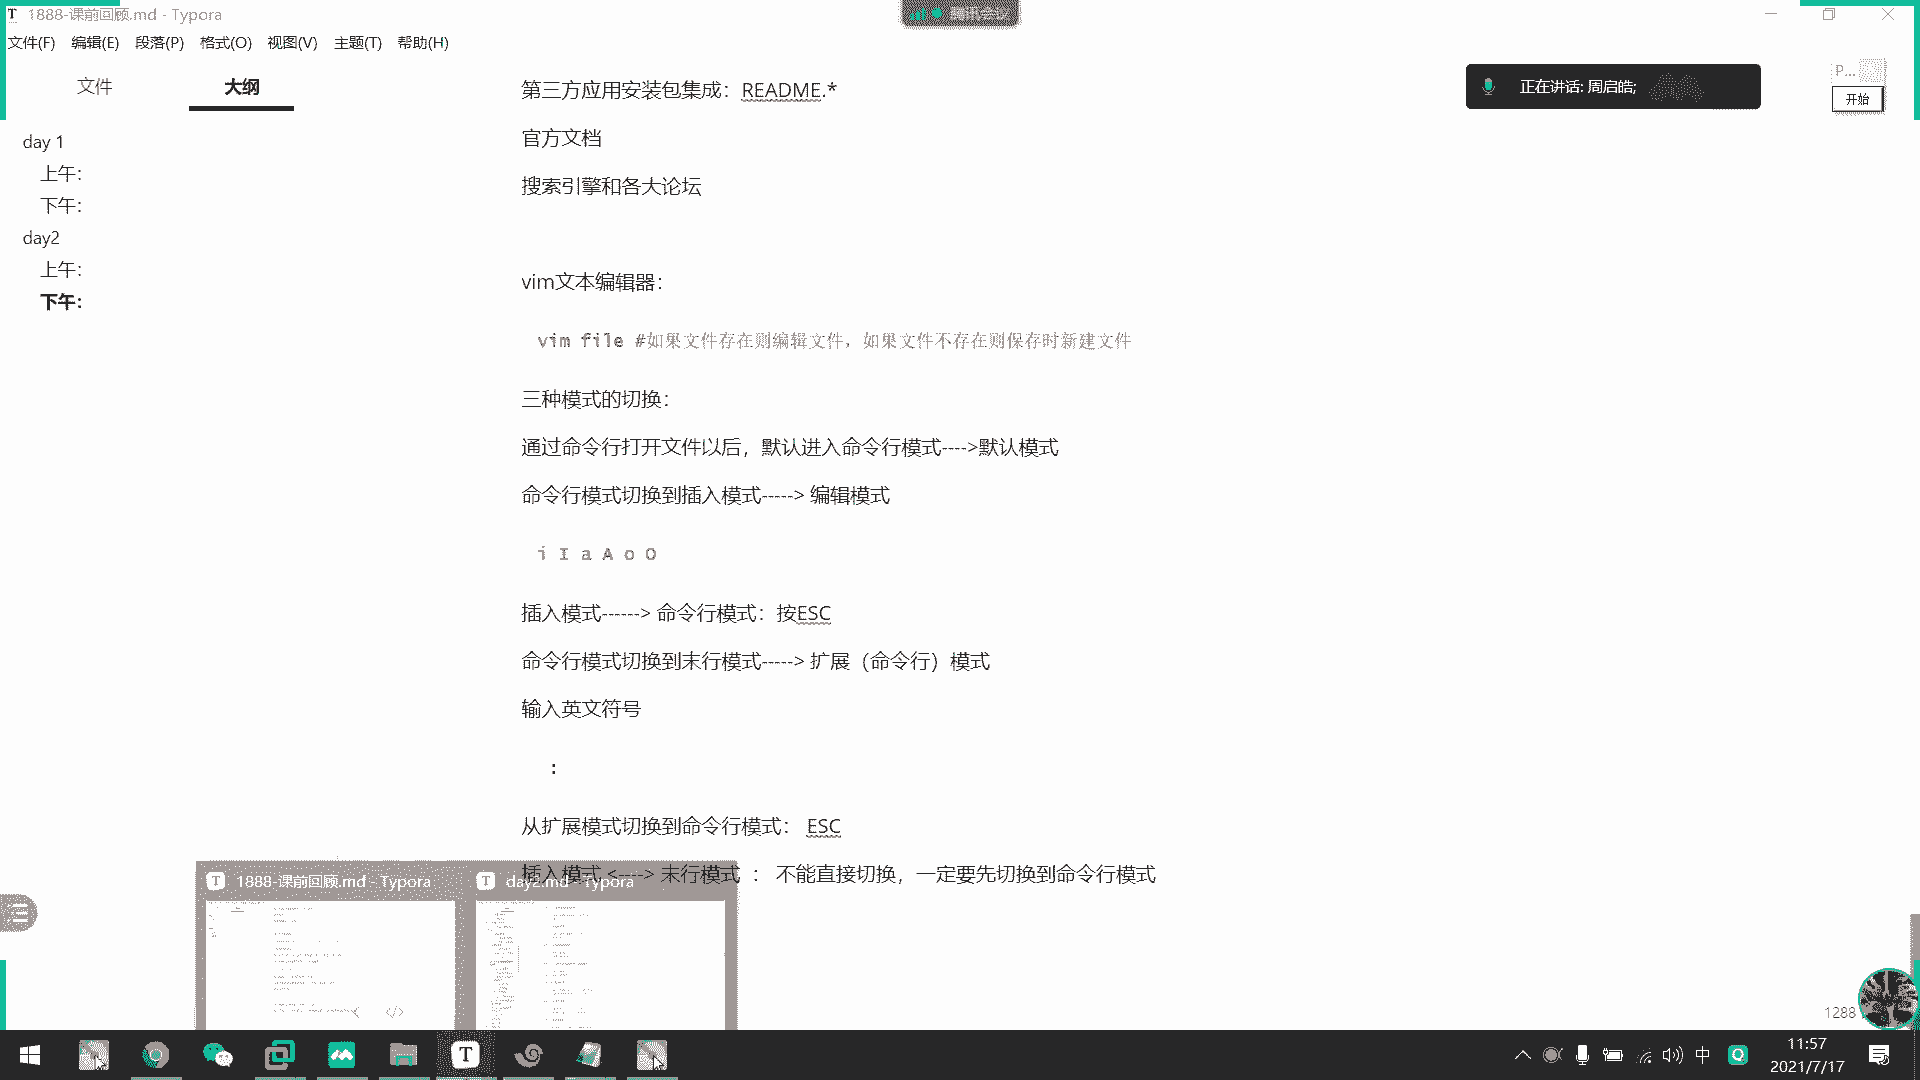 1888-课前回顾.md - Typora
腾讯会议
文件(F) 编辑(E) 段落(P) 格式(O) 视图(V) 主题(T) 帮助(H)
文件 大纲
正在讲话: 周启皓;
P...
开始
day 1
上午：
下午：
day2
上午：
下午：
第三方应用安装包集成：README.*
官方文档
搜索引擎和各大论坛
vim文本编辑器：
vim file #如果文件存在则编辑文件，如果文件不存在则保存时新建文件
三种模式的切换：
通过命令行打开文件以后，默认进入命令行模式---->默认模式
命令行模式切换到插入模式-----> 编辑模式
i I a A o O
插入模式------> 命令行模式：按ESC
命令行模式切换到末行模式-----> 扩展（命令行）模式
输入英文符号
:
从扩展模式切换到命令行模式： ESC
插入模式 <----> 末行模式 ： 不能直接切换，一定要先切换到命令行模式
1888-课前回顾.md - Typora
day2.md - Typora
1288
中
11:57
2021/7/17